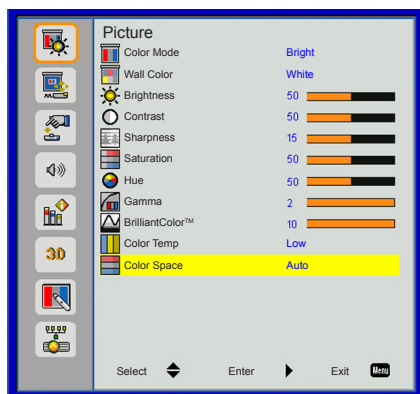 Picture
Color Mode Bright
Wall Color White
Brightness 50
Contrast 50
Sharpness 15
Saturation 50
Hue 50
Gamma 2
BrilliantColor™ 10
Color Temp Low
Color Space Auto
3D
Select Enter Exit Menu